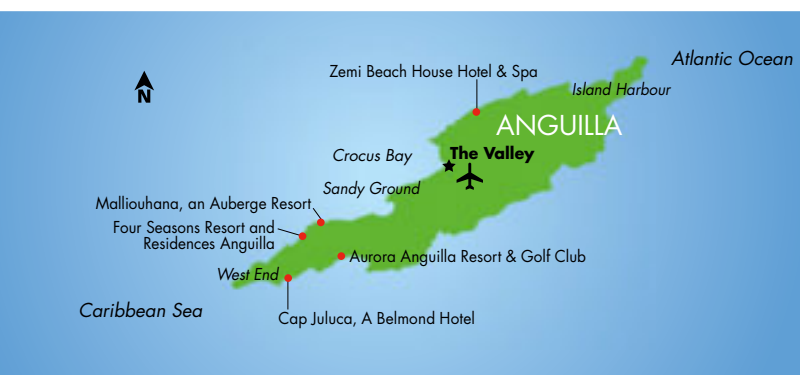 Atlantic Ocean
Zemi Beach House Hotel & Spa
Island Harbour
N
ANGUILLA
The Valley
Crocus Bay
Sandy Ground
Malliouhana, an Auberge Resort
Four Seasons Resort and
Residences Anguilla
Aurora Anguilla Resort & Golf Club
West End
Caribbean Sea
Cap Juluca, A Belmond Hotel